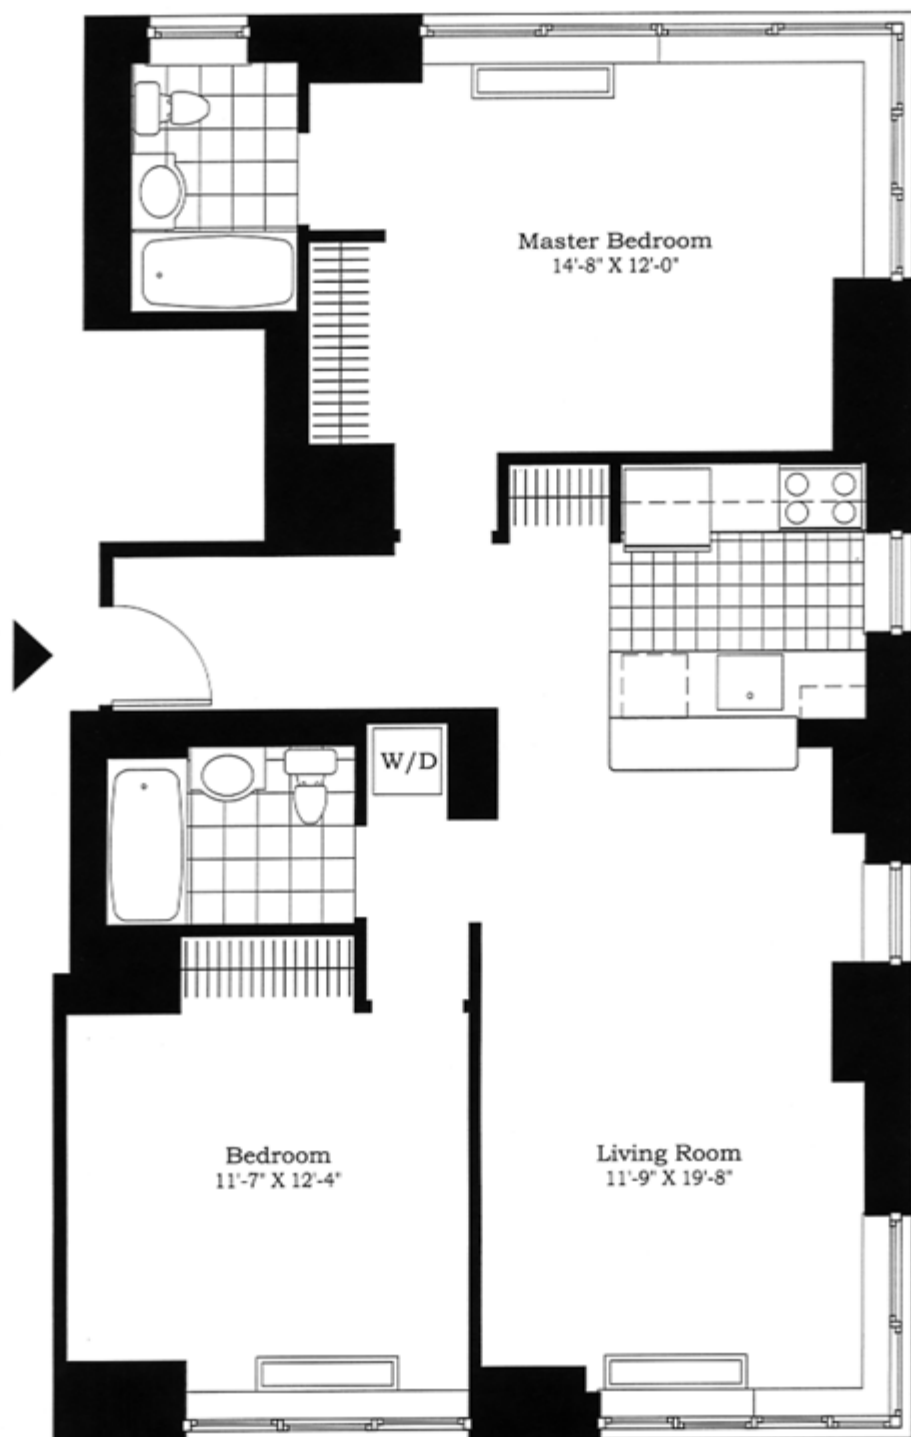 Master Bedroom
14'-8" X 12'-0"
W/D
Bedroom
11'-7" X 12'-4"
Living Room
11'-9" X 19'-8"